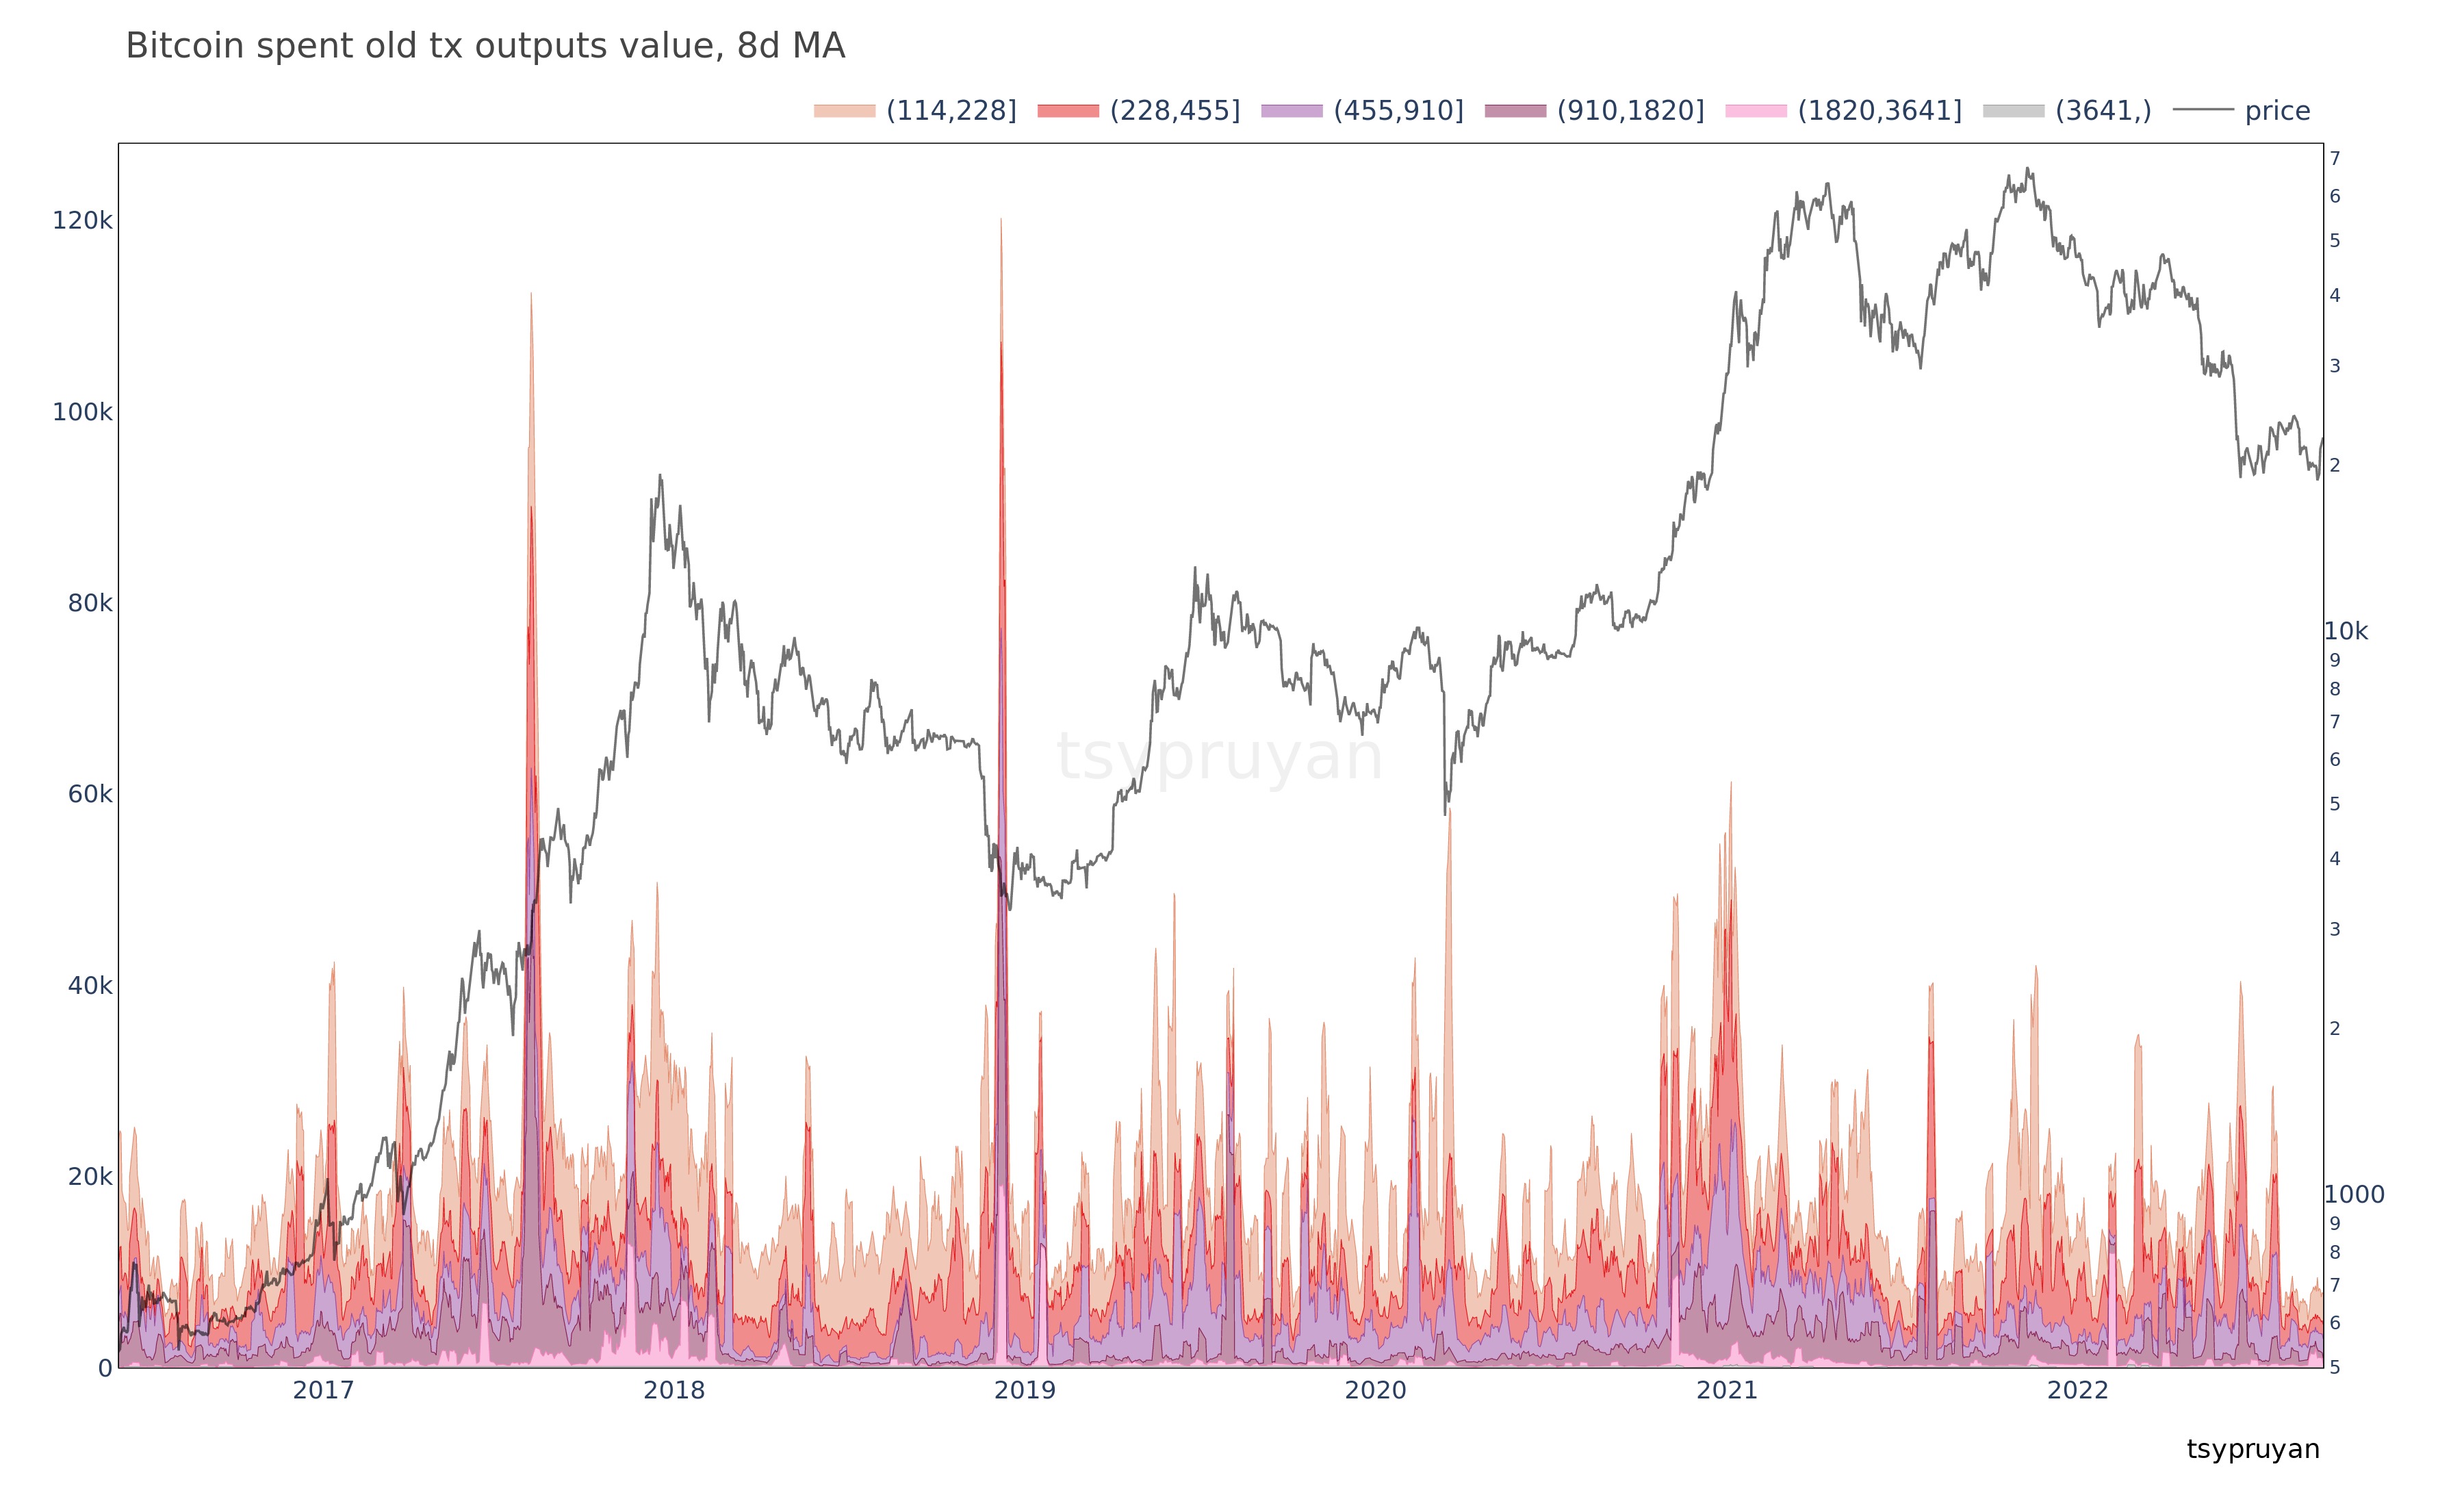 Bitcoin spent old tx outputs value, 8d MA
(114,228] (228,455] (455,910] (910,1820] (1820,3641] (3641,) price
120k
100k
80k
60k
40k
20k
0
7
6
5
4
3
2
10k
9
8
7
6
5
4
3
2
1000
9
8
7
6
5
tsypruyan
2017 2018 2019 2020 2021 2022
tsypruyan